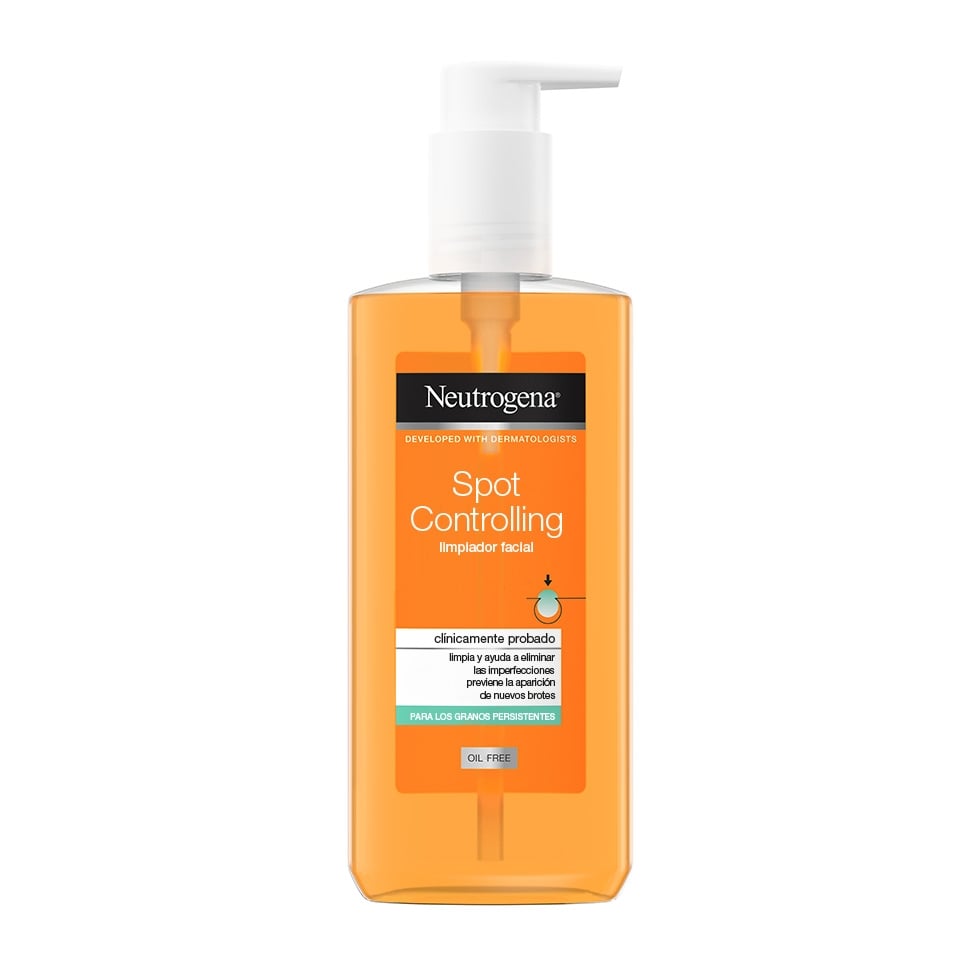 Neutrogena®
DEVELOPED WITH DERMATOLOGISTS
Spot
Controlling
limpiador facial
clínicamente probado
limpia y ayuda a eliminar
las imperfecciones
previene la aparición
de nuevos brotes
PARA LOS GRANOS PERSISTENTES
OIL FREE